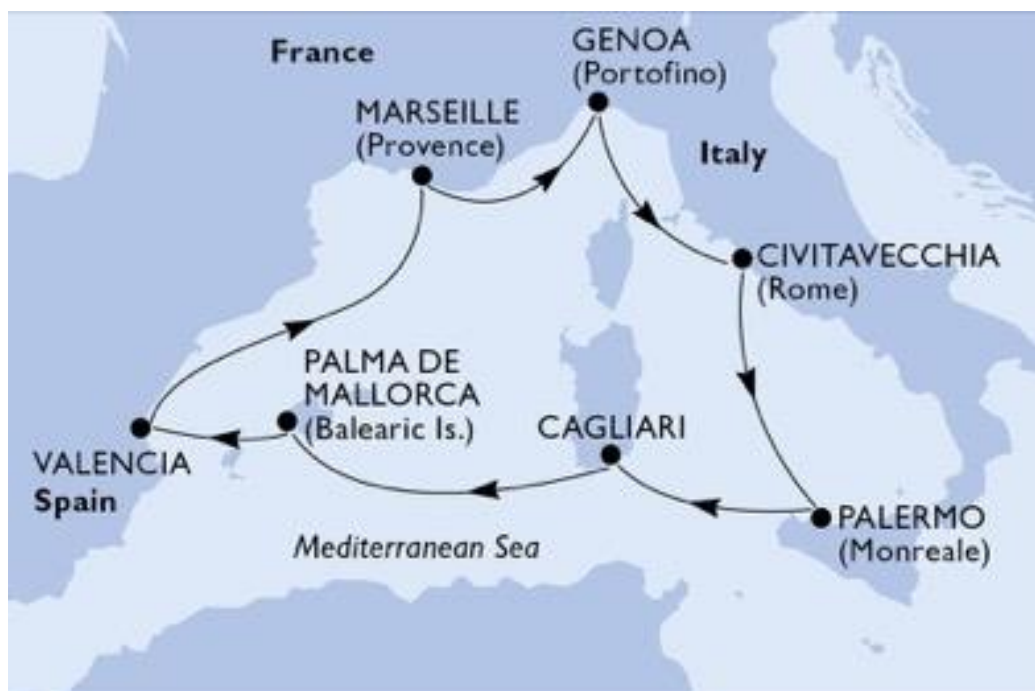 France
GENOA
(Portofino)
MARSEILLE
(Provence)
Italy
CIVITAVECCHIA
(Rome)
PALMA DE
MALLORCA
(Balearic Is.)
CAGLIARI
VALENCIA
Spain
PALERMO
(Monreale)
Mediterranean Sea